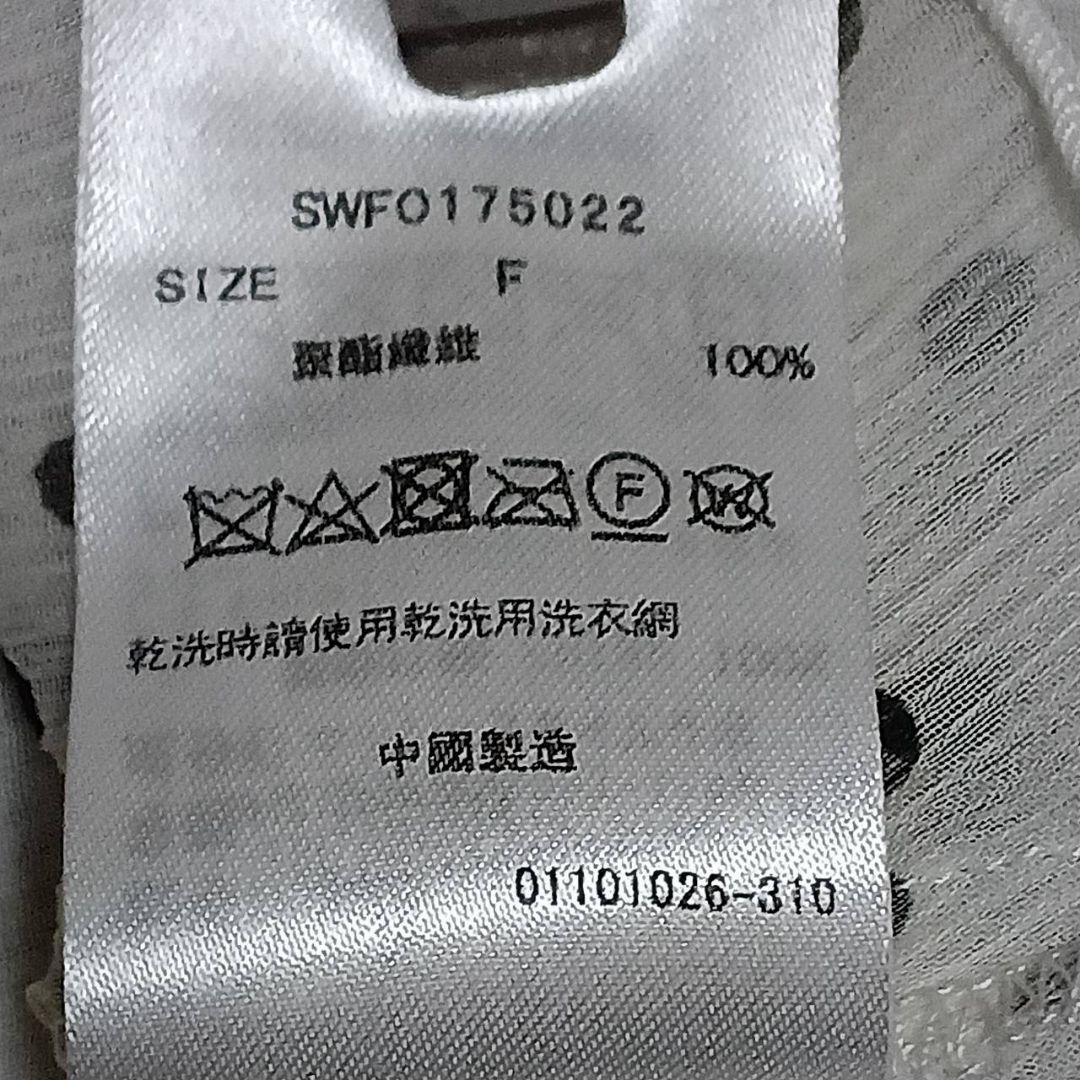 SWFO175022
SIZE F
聚酯纖維 100%
F
W
乾洗時請使用乾洗用洗衣網
中國製造
01101026-310